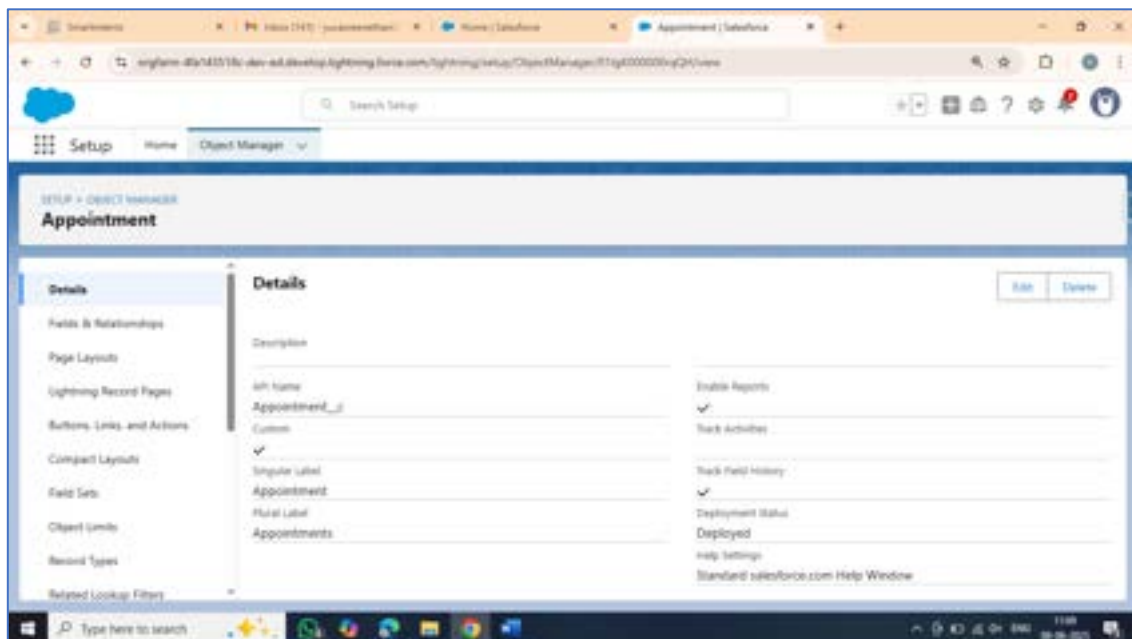 Home | Salesforce
Appointment | Salesforce
Search Setup
Setup
Home
Object Manager
SETUP > OBJECT MANAGER
Appointment
Details
Fields & Relationships
Page Layouts
Lightning Record Pages
Buttons, Links, and Actions
Compact Layouts
Field Sets
Object Limits
Record Types
Related Lookup Filters
Details
Edit
Delete
Description
API Name
Appointment__c
Custom
Singular Label
Appointment
Plural Label
Appointments
Enable Reports
Track Activities
Track Field History
Deployment Status
Deployed
Help Settings
Standard salesforce.com Help Window
Type here to search
ENG